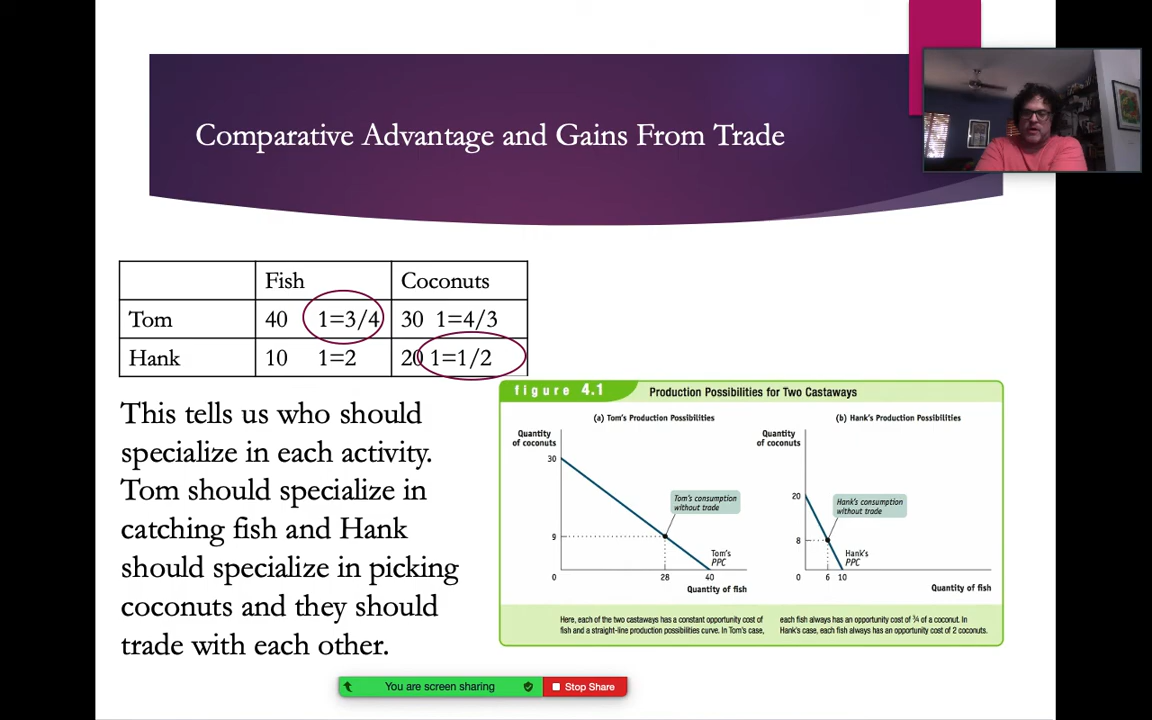 Comparative Advantage and Gains From Trade
Fish Coconuts
Tom 40 1=3/4 30 1=4/3
Hank 10 1=2 20 1=1/2
This tells us who should
specialize in each activity.
Tom should specialize in
catching fish and Hank
should specialize in picking
coconuts and they should
trade with each other.
figure 4.1 Production Possibilities for Two Castaways
(a) Tom's Production Possibilities
Quantity
of coconuts
30
9
0
28
40
Tom's consumption
without trade
Tom's
PPC
Quantity of fish
(b) Hank's Production Possibilities
Quantity
of coconuts
20
8
0
6
10
Hank's consumption
without trade
Hank's
PPC
Quantity of fish
Here, each of the two castaways has a constant opportunity cost of
fish and a straight-line production possibilities curve. In Tom's case,
each fish always has an opportunity cost of ¾ of a coconut. In
Hank's case, each fish always has an opportunity cost of 2 coconuts.
You are screen sharing
Stop Share